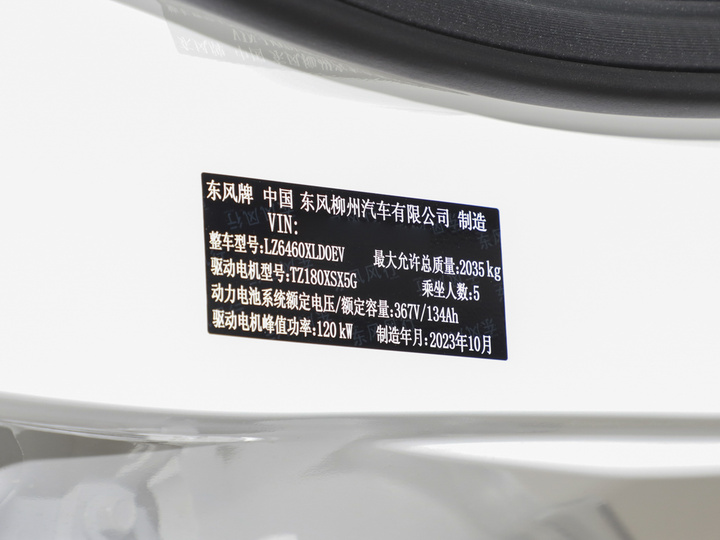 东风牌 中国 东风柳州汽车有限公司 制造
VIN:
整车型号:LZ6460XLD0EV 最大允许总质量:2035kg
驱动电机型号:TZ180XSX5G 乘坐人数:5
动力电池系统额定电压/额定容量:367V/134Ah
驱动电机峰值功率:120kW 制造年月:2023年10月